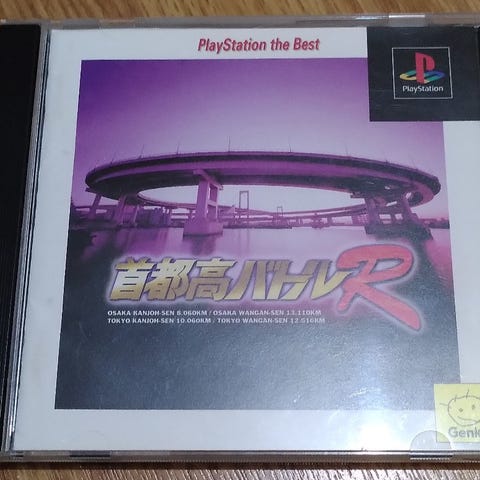 PlayStation the Best
PlayStation
首都高バトルR
OSAKA KANJOH-SEN 6.060KM / OSAKA WANGAN-SEN 13.110KM
TOKYO KANJOH-SEN 10.060KM / TOKYO WANGAN-SEN 12.510KM
Genki